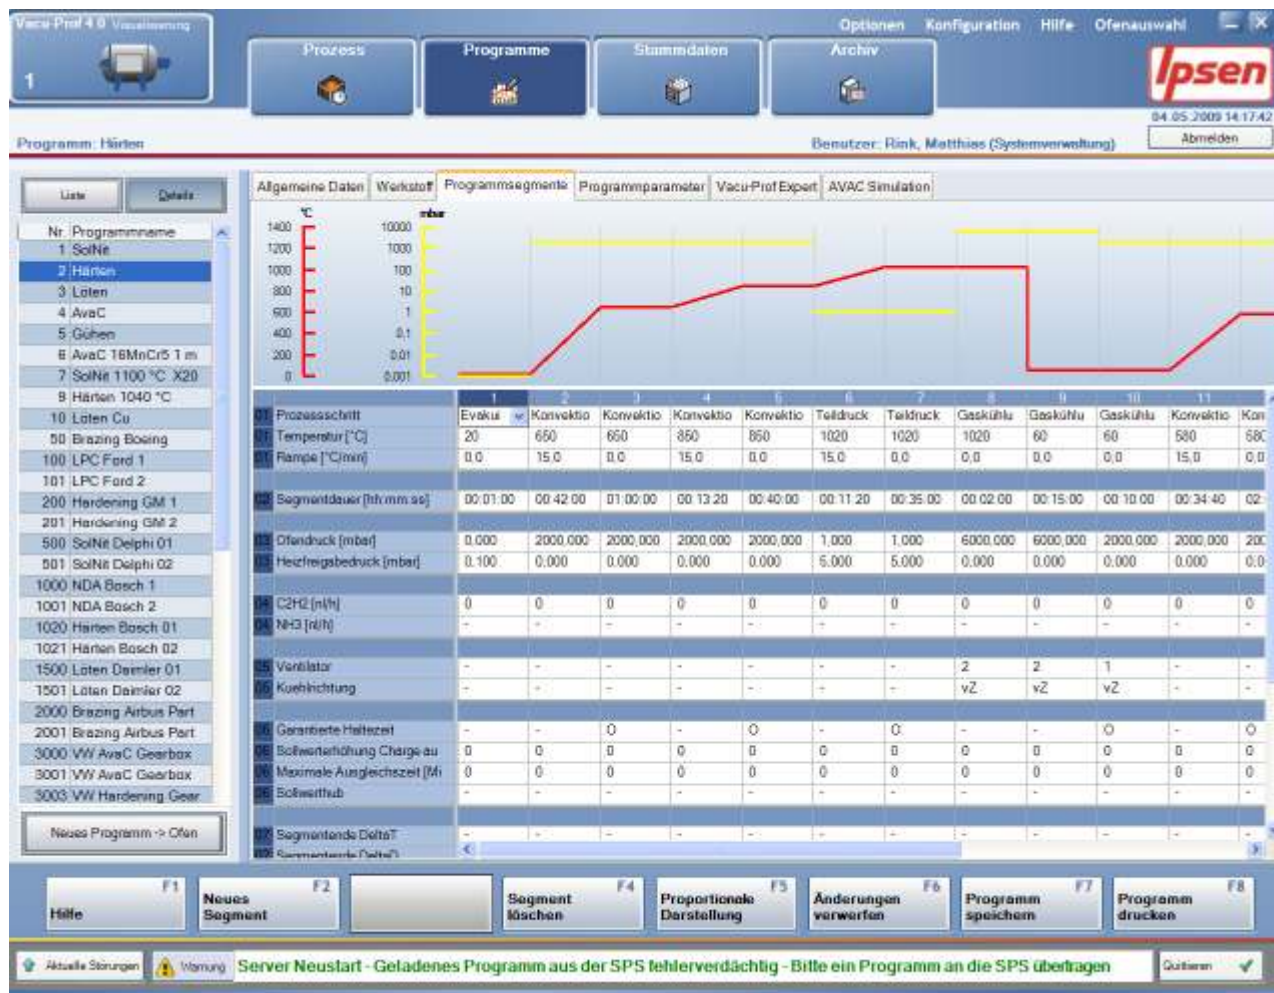 Vacu-Prof 4.0 Visualisierung
1
Optionen Konfiguration Hilfe Ofenauswahl
Prozess
Programme
Stammdaten
Archiv
Ipsen
04.05.2009 14:17:42
Programm: Härten
Benutzer: Rink, Matthias (Systemverwaltung)
Abmelden
Liste
Details
Nr. Programmname
1 SolNit
2 Härten
3 Löten
4 AvaC
5 Gühen
6 AvaC 16MnCr5 1 m
7 SolNit 1100 °C X20
9 Härten 1040 °C
10 Löten Cu
50 Brazing Boeing
100 LPC Ford 1
101 LPC Ford 2
200 Hardening GM 1
201 Hardening GM 2
500 SolNit Delphi 01
501 SolNit Delphi 02
1000 NDA Bosch 1
1001 NDA Bosch 2
1020 Härten Bosch 01
1021 Härten Bosch 02
1500 Löten Daimler 01
1501 Löten Daimler 02
2000 Brazing Airbus Part
2001 Brazing Airbus Part
3000 VW AvaC Gearbox
3001 VW AvaC Gearbox
3003 VW Hardening Gear
Neues Programm -> Ofen
Allgemeine Daten Werkstoff Programmsegmente Programmparameter Vacu-Prof Expert AVAC Simulation
°C mbar
1400 10000
1200 1000
1000 100
800 10
600 1
400 0.1
200 0.01
0 0.001
1 2 3 4 5 6 7 8 9 10 11
01 Prozessschritt Evakui Konvektio Konvektio Konvektio Konvektio Teildruck Teildruck Gaskühlu Gaskühlu Gaskühlu Konvektio Kon
01 Temperatur [°C] 20 650 650 850 850 1020 1020 1020 60 60 580 580
01 Rampe [°C/min] 0,0 15,0 0,0 15,0 0,0 15,0 0,0 0,0 0,0 0,0 15,0 0,0
02 Segmentdauer [hh:mm:ss] 00:01:00 00:42:00 01:00:00 00:13:20 00:40:00 00:11:20 00:35:00 00:02:00 00:15:00 00:10:00 00:34:40 02:
03 Ofendruck [mbar] 0,000 2000,000 2000,000 2000,000 2000,000 1,000 1,000 6000,000 6000,000 2000,000 2000,000 200
03 Heizfreigabedruck [mbar] 0.100 0.000 0.000 0.000 0.000 5.000 5.000 0.000 0.000 0.000 0.000 0.0
04 C2H2 [nl/h] 0 0 0 0 0 0 0 0 0 0 0 0
04 NH3 [nl/h] - - - - - - - - - - - -
05 Ventilator - - - - - - - 2 2 1 - -
05 Kuehlrichtung - - - - - - - vZ vZ vZ - -
06 Garantierte Haltezeit - - O - O - O - - O - O
06 Sollwerterhöhung Charge au 0 0 0 0 0 0 0 0 0 0 0 0
06 Maximale Ausgleichszeit [Mi 0 0 0 0 0 0 0 0 0 0 0 0
06 Sollwerthub - - - - - - - - - - - -
07 Segmentende DeltaT - - - - - - - - - - - -
07 Segmentende DeltaD
F1 Hilfe
F2 Neues Segment
F4 Segment löschen
F5 Proportionale Darstellung
F6 Änderungen verwerfen
F7 Programm speichern
F8 Programm drucken
Aktuelle Störungen
Warnung
Server Neustart - Geladenes Programm aus der SPS fehlerverdächtig - Bitte ein Programm an die SPS übertragen
Quittieren